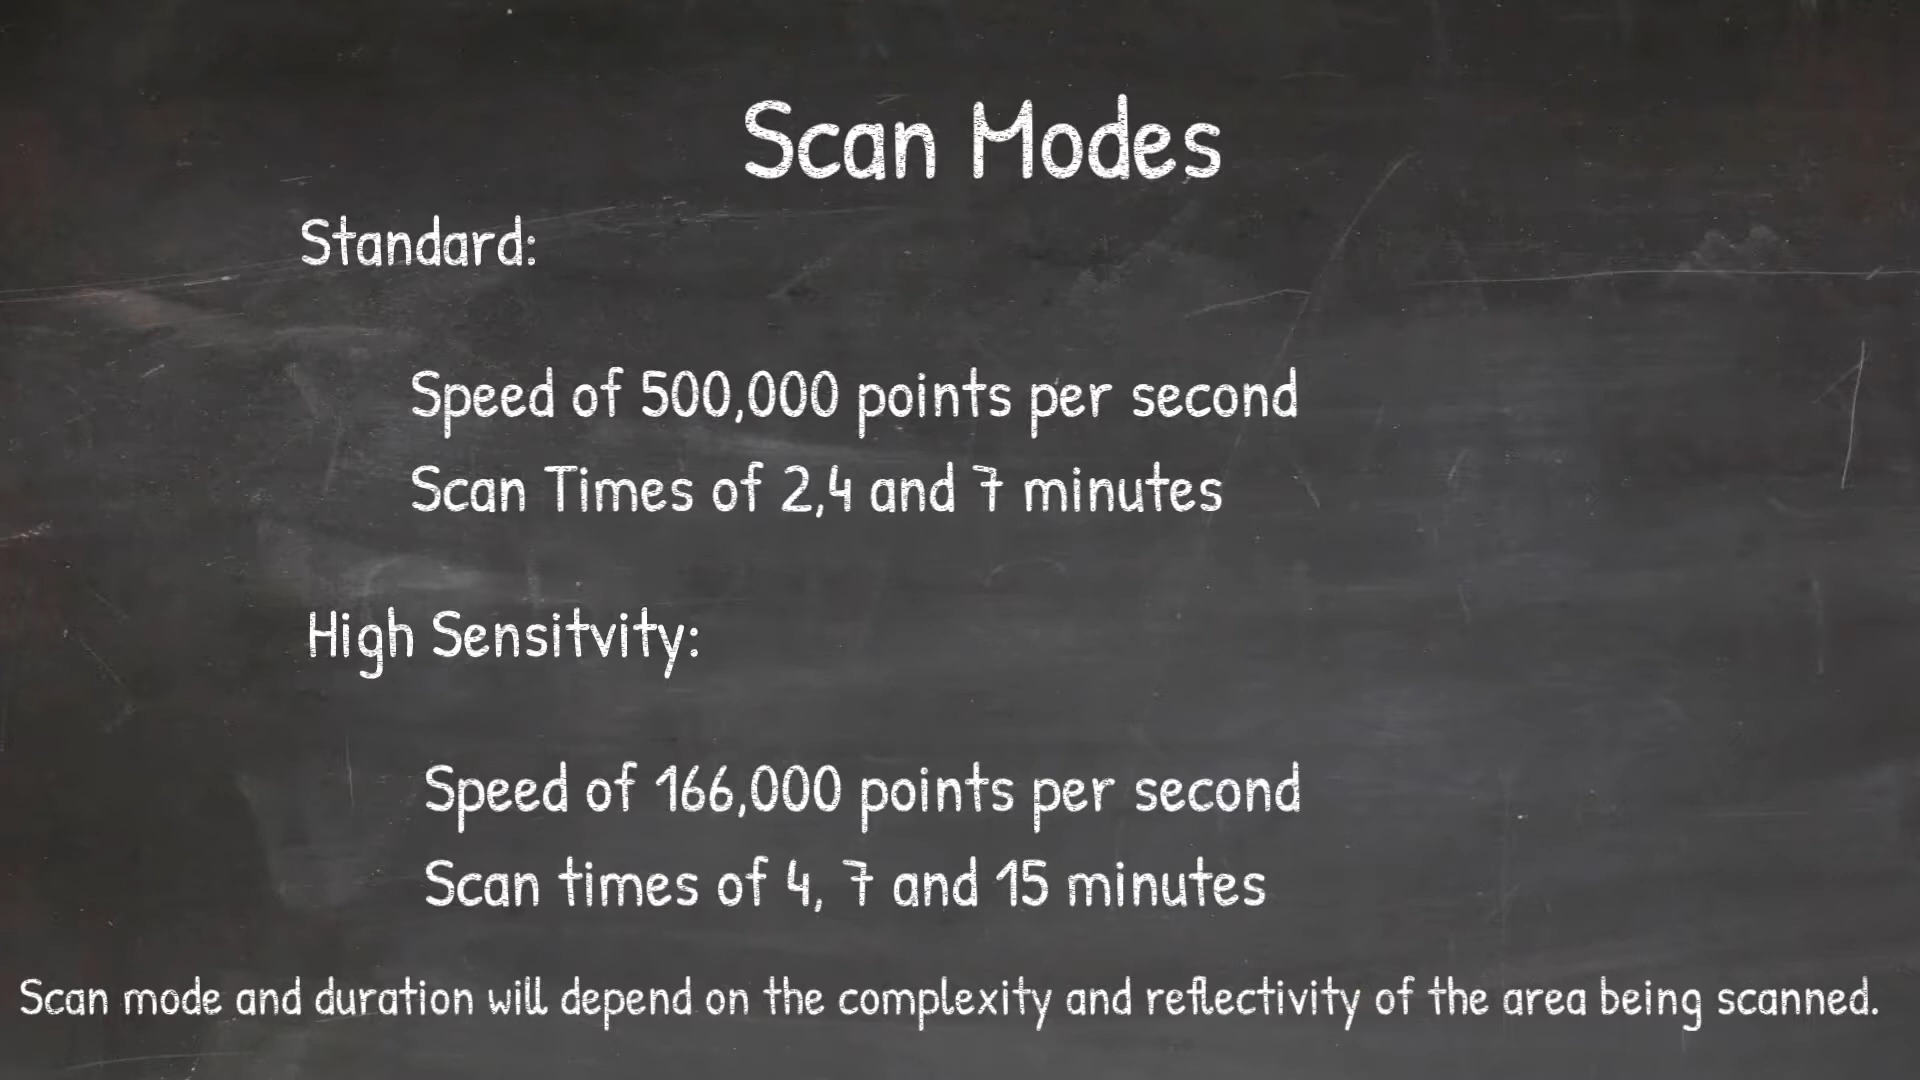 Scan Modes
Standard:
Speed of 500,000 points per second
Scan Times of 2,4 and 7 minutes
High Sensitvity:
Speed of 166,000 points per second
Scan times of 4, 7 and 15 minutes
Scan mode and duration will depend on the complexity and reflectivity of the area being scanned.